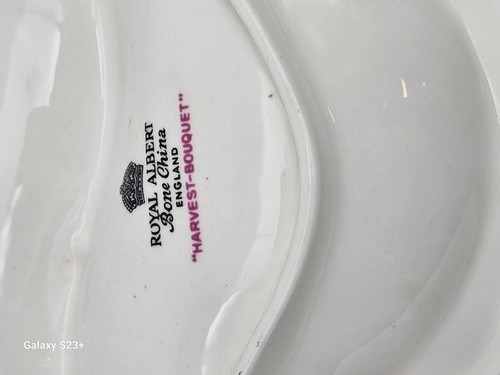 ROYAL ALBERT
Bone China
ENGLAND
"HARVEST-BOUQUET"
Galaxy S23+